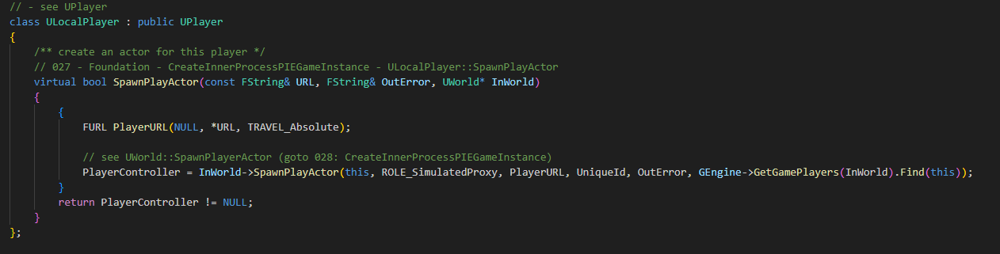 // - see UPlayer
class ULocalPlayer : public UPlayer
{
/** create an actor for this player */
// 027 - Foundation - CreateInnerProcessPIEGameInstance - ULocalPlayer::SpawnPlayActor
virtual bool SpawnPlayActor(const FString& URL, FString& OutError, UWorld* InWorld)
{
{
FURL PlayerURL(NULL, *URL, TRAVEL_Absolute);
// see UWorld::SpawnPlayerActor (goto 028: CreateInnerProcessPIEGameInstance)
PlayerController = InWorld->SpawnPlayActor(this, ROLE_SimulatedProxy, PlayerURL, UniqueId, OutError, GEngine->GetGamePlayers(InWorld).Find(this));
}
return PlayerController != NULL;
}
};